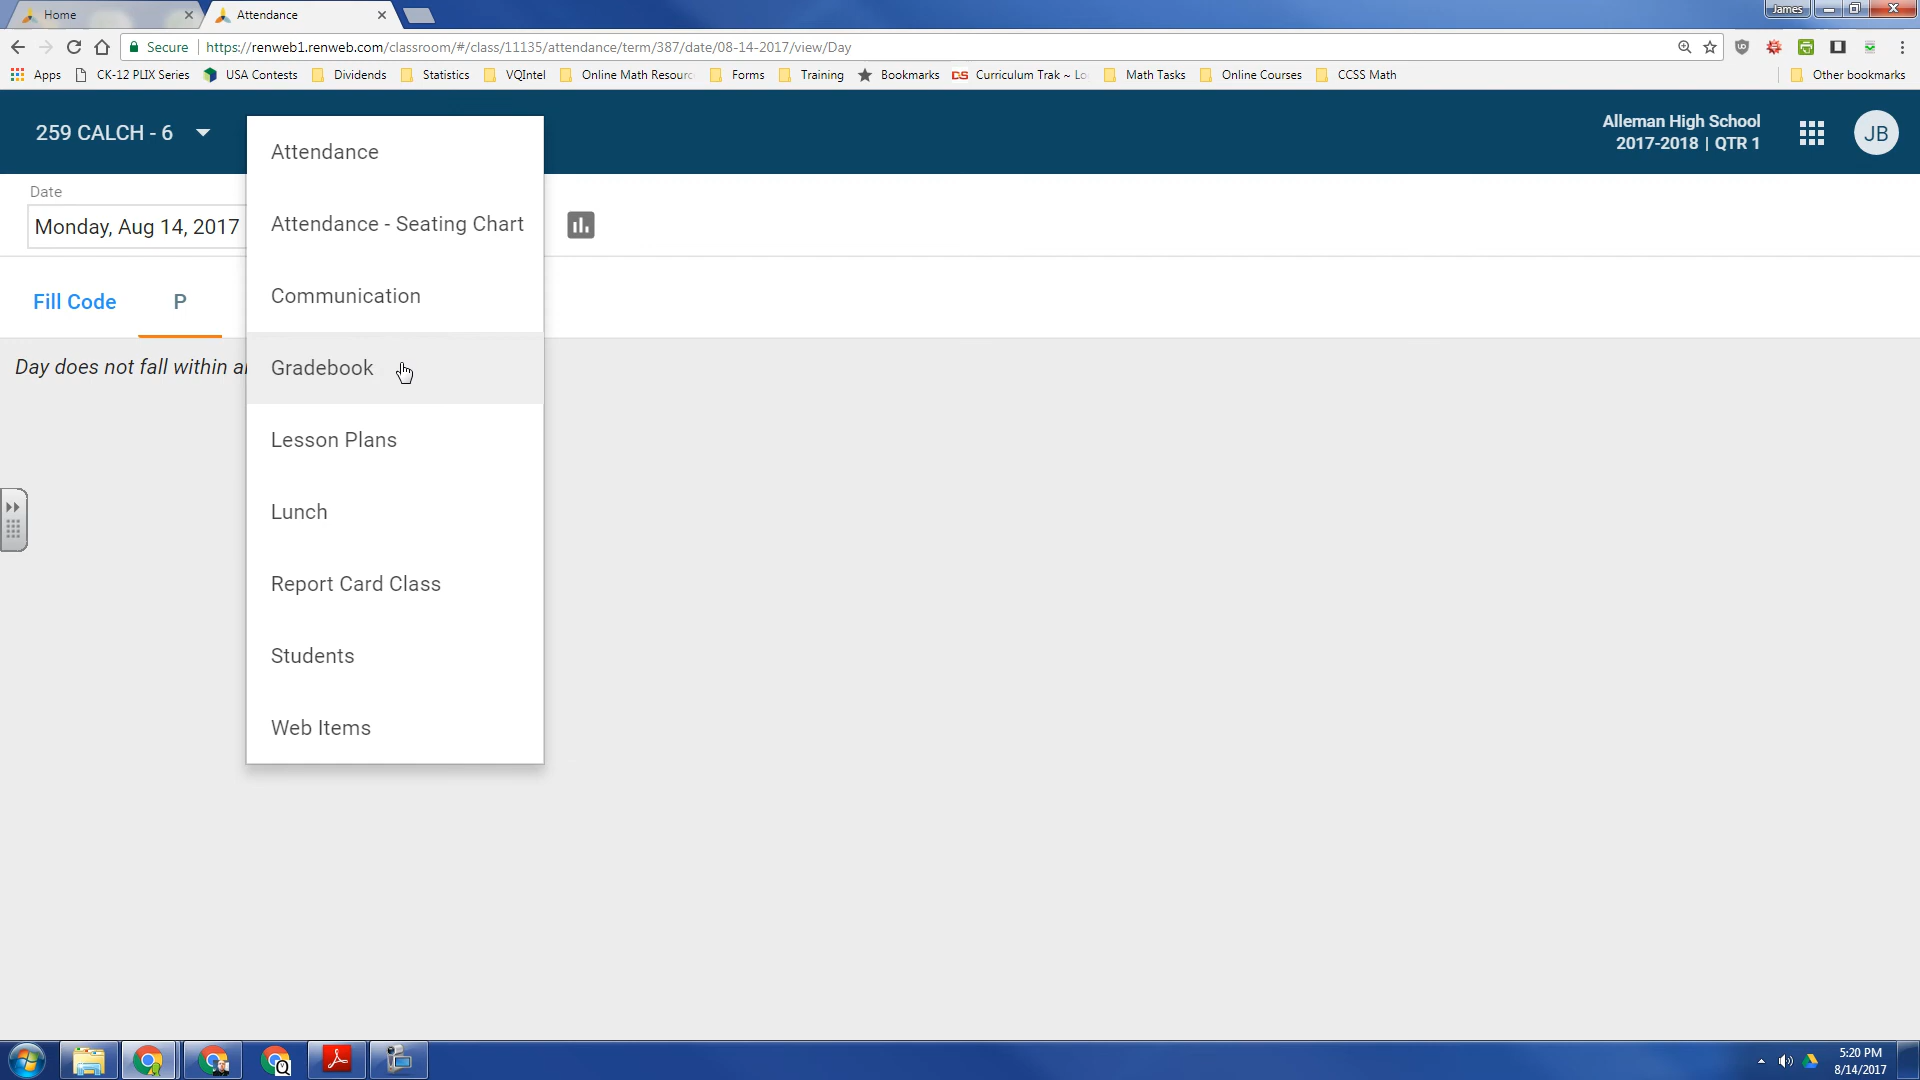 Home
Attendance
James
Secure
https://renweb1.renweb.com/classroom/#/class/11135/attendance/term/387/date/08-14-2017/view/Day
Apps
CK-12 PLIX Series
USA Contests
Dividends
Statistics
VQIntel
Online Math Resourc
Forms
Training
Bookmarks
Curriculum Trak ~ Lo
Math Tasks
Online Courses
CCSS Math
Other bookmarks
259 CALCH - 6
Alleman High School
2017-2018 | QTR 1
JB
Date
Monday, Aug 14, 2017
Fill Code
P
Day does not fall within a
Attendance
Attendance - Seating Chart
Communication
Gradebook
Lesson Plans
Lunch
Report Card Class
Students
Web Items
5:20 PM
8/14/2017